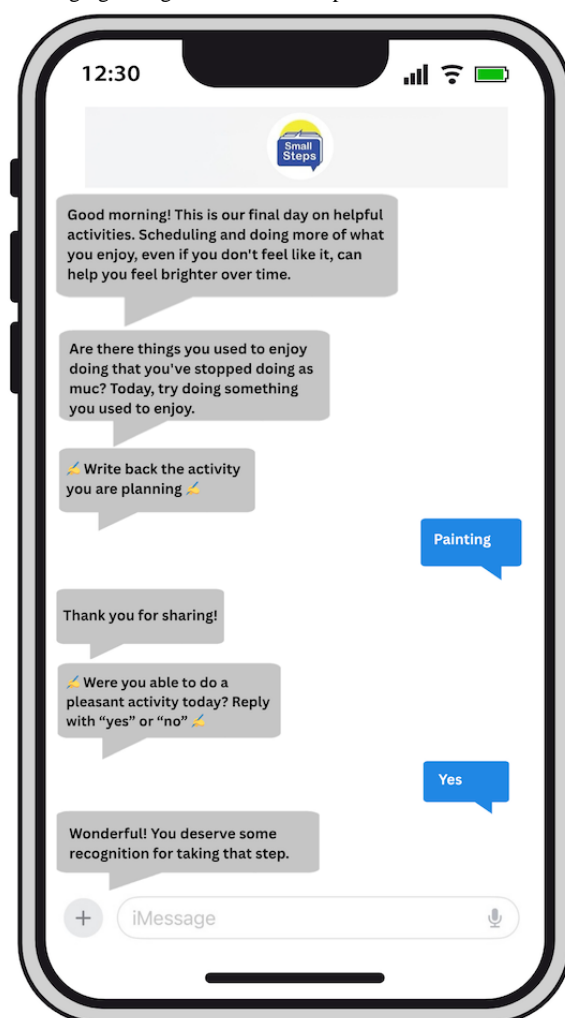 12:30
Small
Steps
Good morning! This is our final day on helpful
activities. Scheduling and doing more of what
you enjoy, even if you don't feel like it, can
help you feel brighter over time.
Are there things you used to enjoy
doing that you've stopped doing as
muc? Today, try doing something
you used to enjoy.
✍️Write back the activity
you are planning ✍️
Painting
Thank you for sharing!
✍️Were you able to do a
pleasant activity today? Reply
with “yes” or “no” ✍️
Yes
Wonderful! You deserve some
recognition for taking that step.
+ iMessage